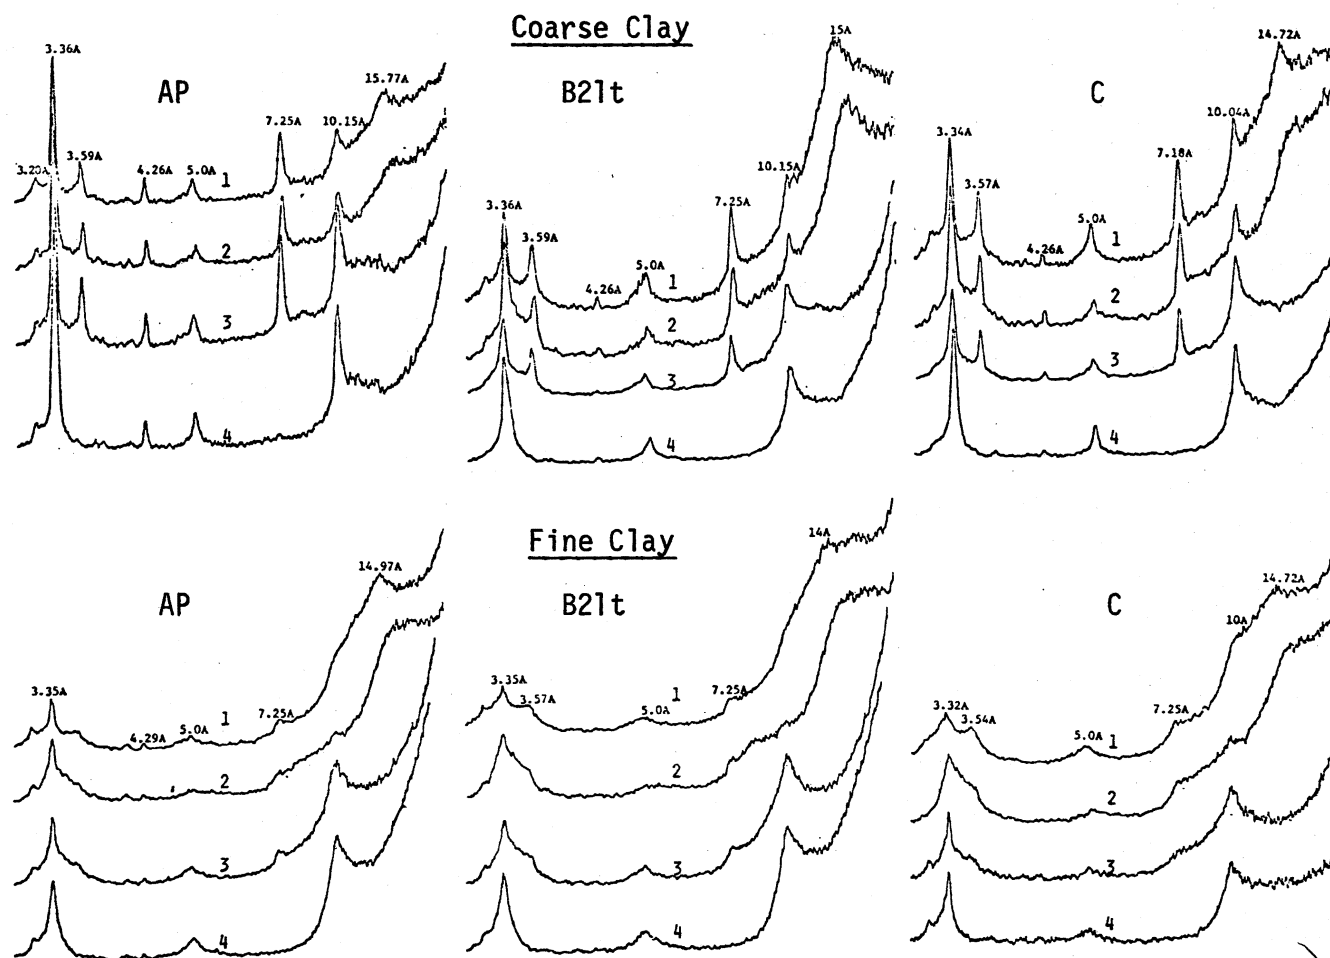 Coarse Clay
AP
3.36A
15.77A
7.25A
10.15A
3.59A
3.20A
4.26A
5.0A
1
2
3
4
B21t
15A
10.15A
3.36A
7.25A
3.59A
5.0A
4.26A
1
2
3
4
C
14.72A
10.04A
3.34A
7.18A
3.57A
5.0A
4.26A
1
2
3
4
Fine Clay
AP
14.97A
3.35A
7.25A
4.29A
5.0A
1
2
3
4
B21t
14A
3.35A
3.57A
7.25A
5.0A
1
2
3
4
C
14.72A
10A
3.32A
7.25A
3.54A
5.0A
1
2
3
4